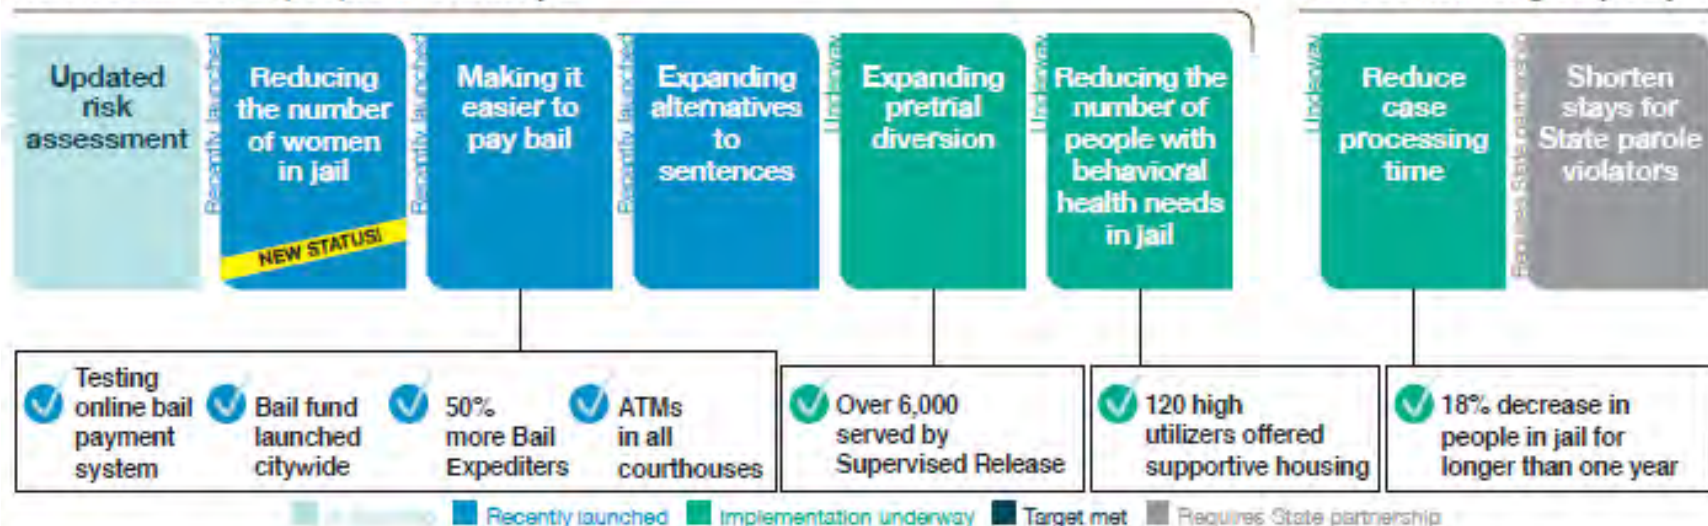 Updated
risk
assessment
Recently launched
Reducing
the number
of women
in jail
NEW STATUS!
Recently launched
Making it
easier to
pay bail
Recently launched
Expanding
alternatives
to
sentences
Underway
Expanding
pretrial
diversion
Underway
Reducing the
number of
people with
behavioral
health needs
in jail
Underway
Reduce
case
processing
time
Requires State partnership
Shorten
stays for
State parole
violators
Testing
online bail
payment
system
Bail fund
launched
citywide
50%
more Bail
Expediters
ATMs
in all
courthouses
Over 6,000
served by
Supervised Release
120 high
utilizers offered
supportive housing
18% decrease in
people in jail for
longer than one year
Recently launched
Implementation underway
Target met
Requires State partnership